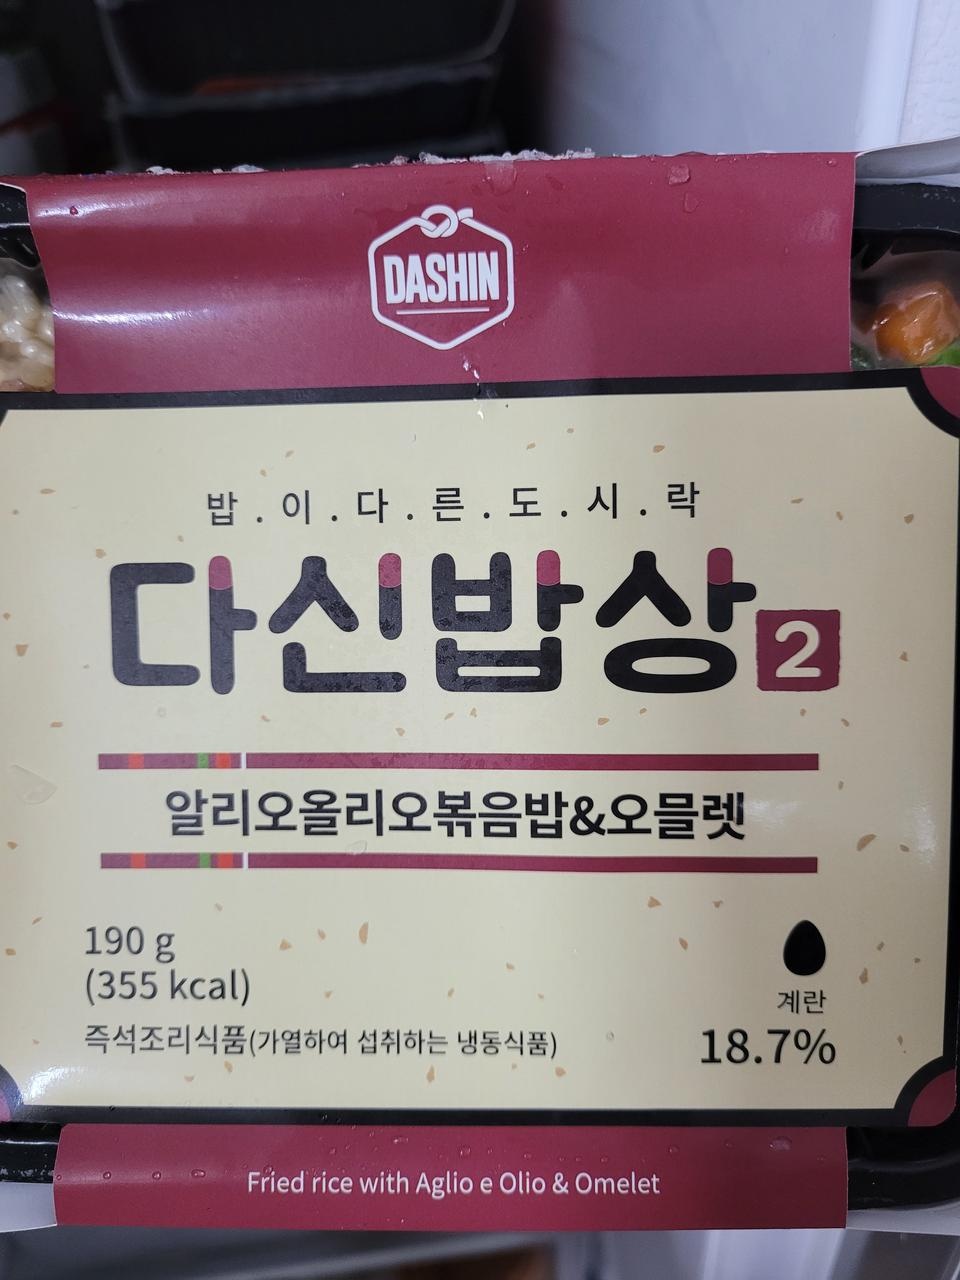 DASHIN
밥.이.다.른.도.시.락
다신밥상2
알리오올리오볶음밥&오믈렛
190 g
(355 kcal)
즉석조리식품(가열하여 섭취하는 냉동식품)
계란
18.7%
Fried rice with Aglio e Olio & Omelet